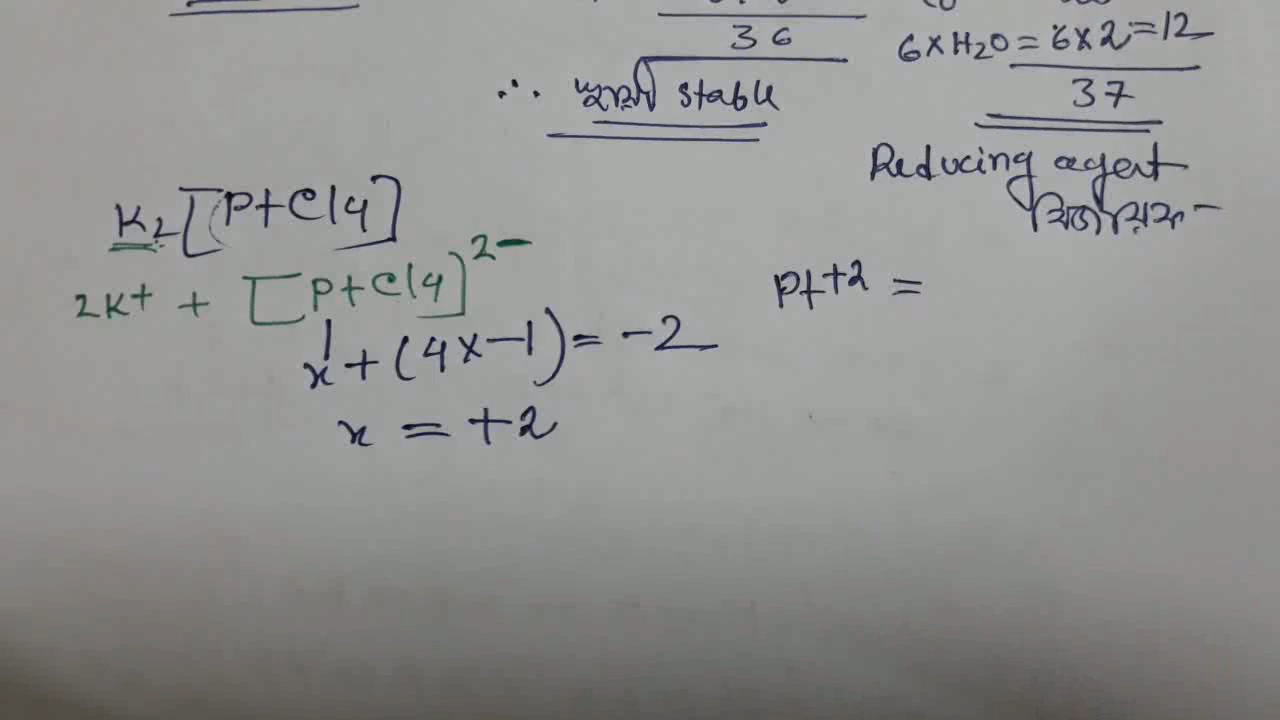 36
6×H2O = 6×2=12
∴ stable
37
Reducing agent
K2[PtCl4]
2K+ + [PtCl4]2-
Pt+2 =
x + (4×-1) = -2
x = +2